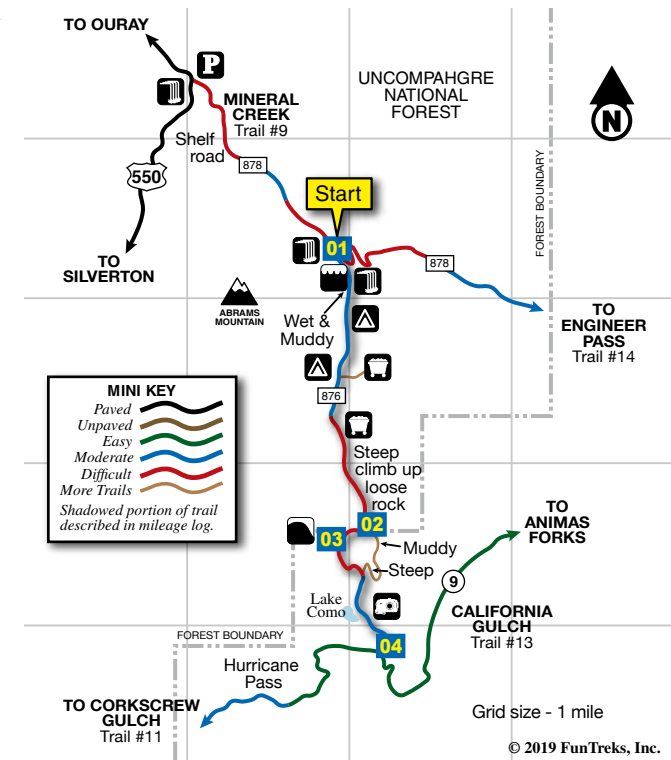 TO OURAY
P
MINERAL
CREEK
Trail #9
UNCOMPAHGRE
NATIONAL
FOREST
N
Shelf
road
878
550
Start
01
FOREST BOUNDARY
TO
SILVERTON
878
ABRAMS
MOUNTAIN
Wet &
Muddy
TO
ENGINEER
PASS
Trail #14
876
MINI KEY
Paved
Unpaved
Easy
Moderate
Difficult
More Trails
Shadowed portion of trail
described in mileage log.
Steep
climb up
loose
rock
02
03
Muddy
Steep
TO
ANIMAS
FORKS
9
Lake
Como
CALIFORNIA
GULCH
Trail #13
04
FOREST BOUNDARY
Hurricane
Pass
TO CORKSCREW
GULCH
Trail #11
Grid size - 1 mile
© 2019 FunTreks, Inc.